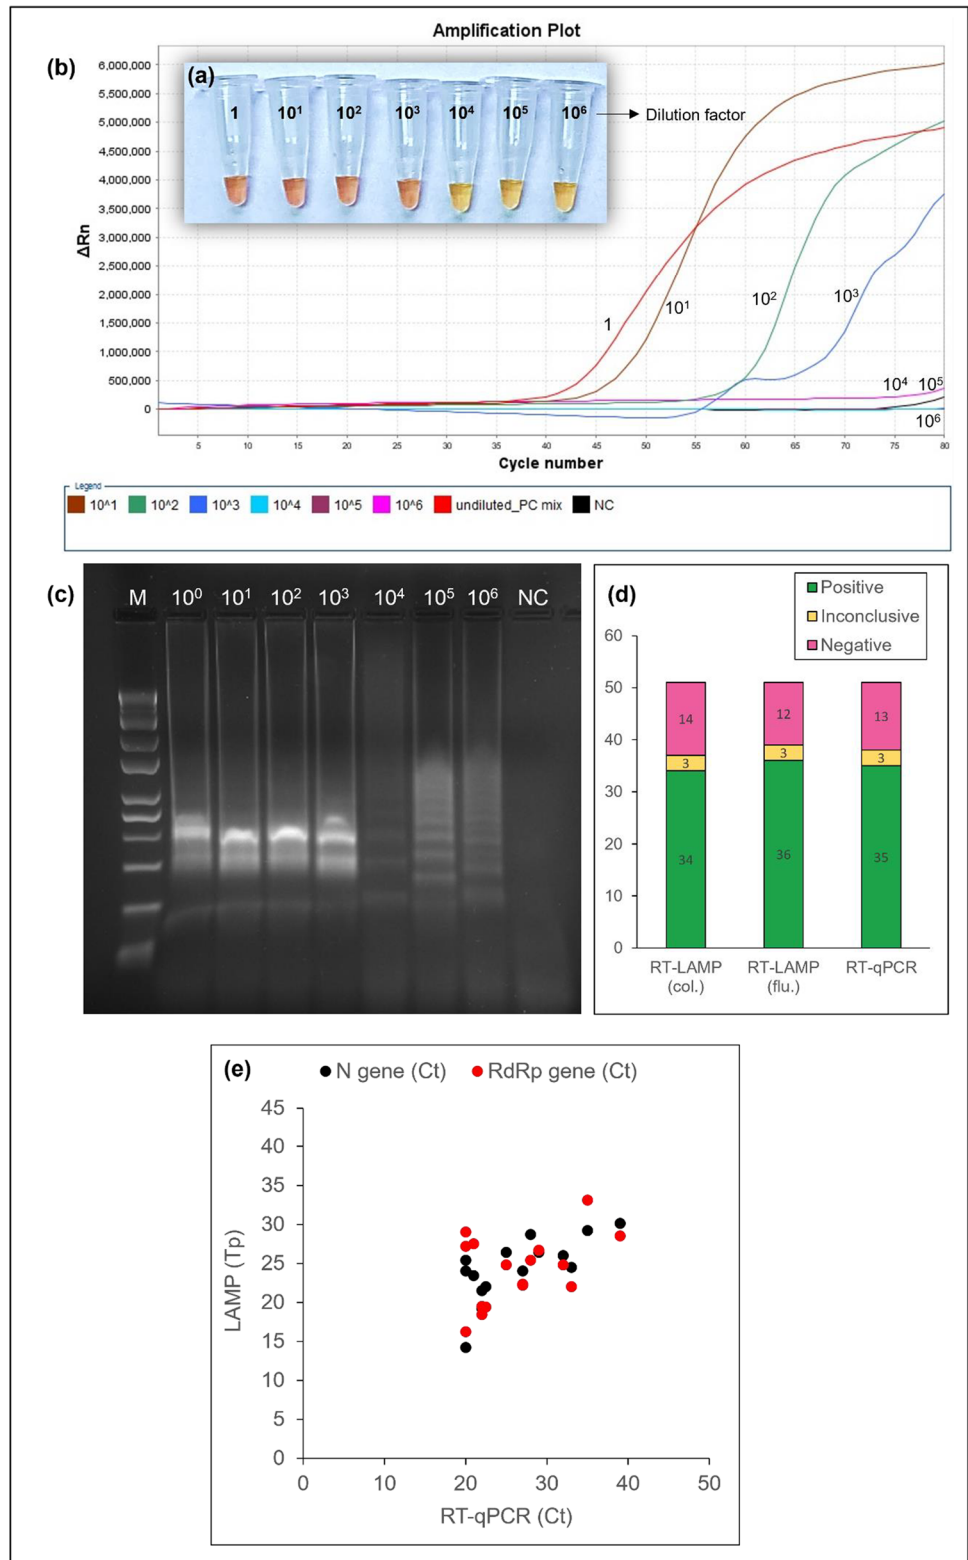 Amplification Plot
(b)
(a)
6,000,000
5,500,000
5,000,000
4,500,000
4,000,000
3,500,000
3,000,000
2,500,000
2,000,000
1,500,000
1,000,000
500,000
0
ΔRn
1 10¹ 10² 10³ 10⁴ 10⁵ 10⁶
Dilution factor
1 10¹ 10² 10³ 10⁴ 10⁵
10⁶
5 10 15 20 25 30 35 40 45 50 55 60 65 70 75 80
Cycle number
Legend
10^1 10^2 10^3 10^4 10^5 10^6 undiluted_PC mix NC
(c)
M 10⁰ 10¹ 10² 10³ 10⁴ 10⁵ 10⁶ NC
(d)
Positive
Inconclusive
Negative
60
50
40
30
20
10
0
14 12 13
3 3 3
34 36 35
RT-LAMP (col.)
RT-LAMP (flu.)
RT-qPCR
(e)
N gene (Ct) RdRp gene (Ct)
45
40
35
30
25
20
15
10
5
0
LAMP (Tp)
0 10 20 30 40 50
RT-qPCR (Ct)